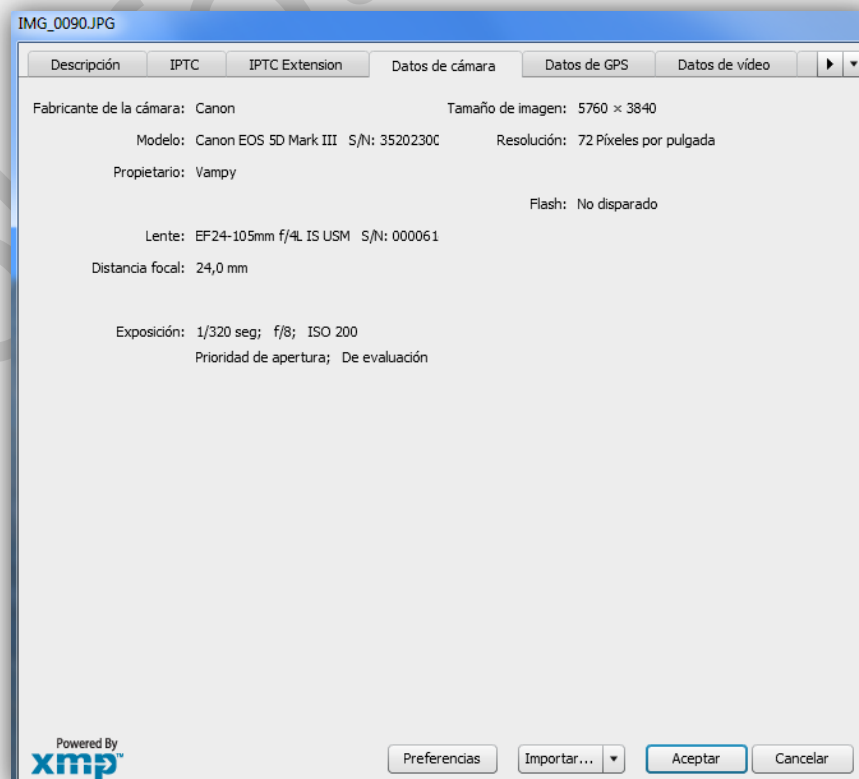 IMG_0090.JPG
Descripción IPTC IPTC Extension Datos de cámara Datos de GPS Datos de vídeo
Fabricante de la cámara: Canon Tamaño de imagen: 5760 × 3840
Modelo: Canon EOS 5D Mark III S/N: 35202300 Resolución: 72 Píxeles por pulgada
Propietario: Vampy
Flash: No disparado
Lente: EF24-105mm f/4L IS USM S/N: 000061
Distancia focal: 24,0 mm
Exposición: 1/320 seg; f/8; ISO 200
Prioridad de apertura; De evaluación
Powered By
xmp™
Preferencias Importar... Aceptar Cancelar